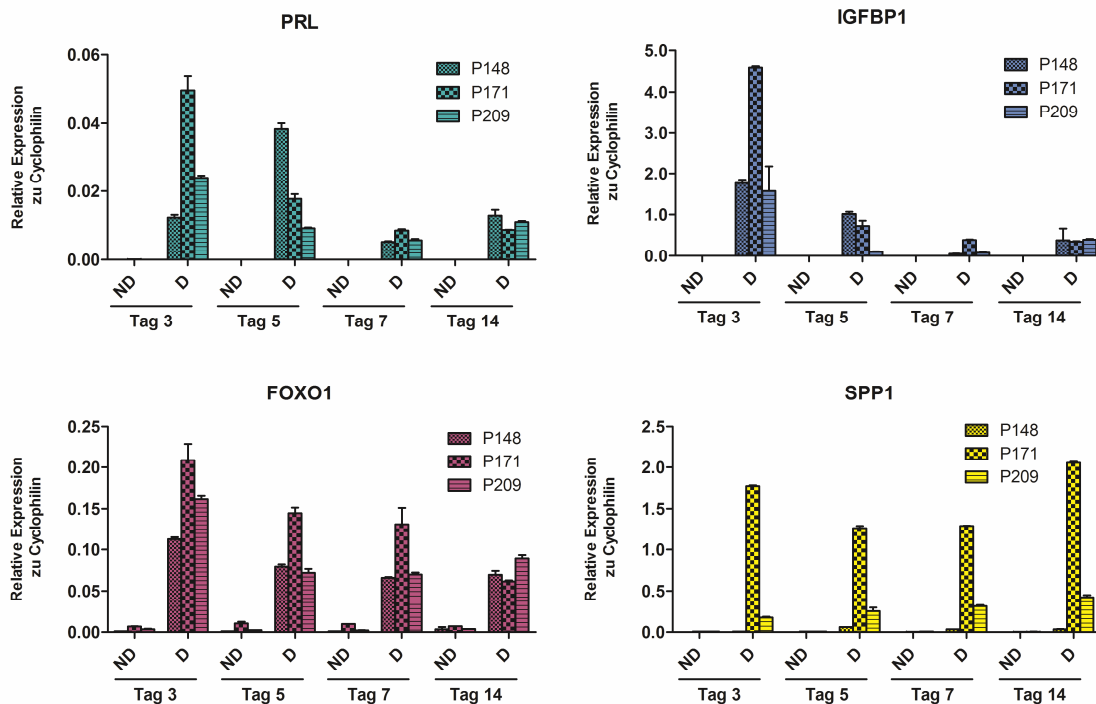 PRL
Relative Expression
zu Cyclophilin
0.06
0.04
0.02
0.00
P148
P171
P209
ND D ND D ND D ND D
Tag 3 Tag 5 Tag 7 Tag 14
IGFBP1
Relative Expression
zu Cyclophilin
5.0
4.0
3.0
2.0
1.0
0.0
P148
P171
P209
ND D ND D ND D ND D
Tag 3 Tag 5 Tag 7 Tag 14
FOXO1
Relative Expression
zu Cyclophilin
0.25
0.20
0.15
0.10
0.05
0.00
P148
P171
P209
ND D ND D ND D ND D
Tag 3 Tag 5 Tag 7 Tag 14
SPP1
Relative Expression
zu Cyclophilin
2.5
2.0
1.5
1.0
0.5
0.0
P148
P171
P209
ND D ND D ND D ND D
Tag 3 Tag 5 Tag 7 Tag 14